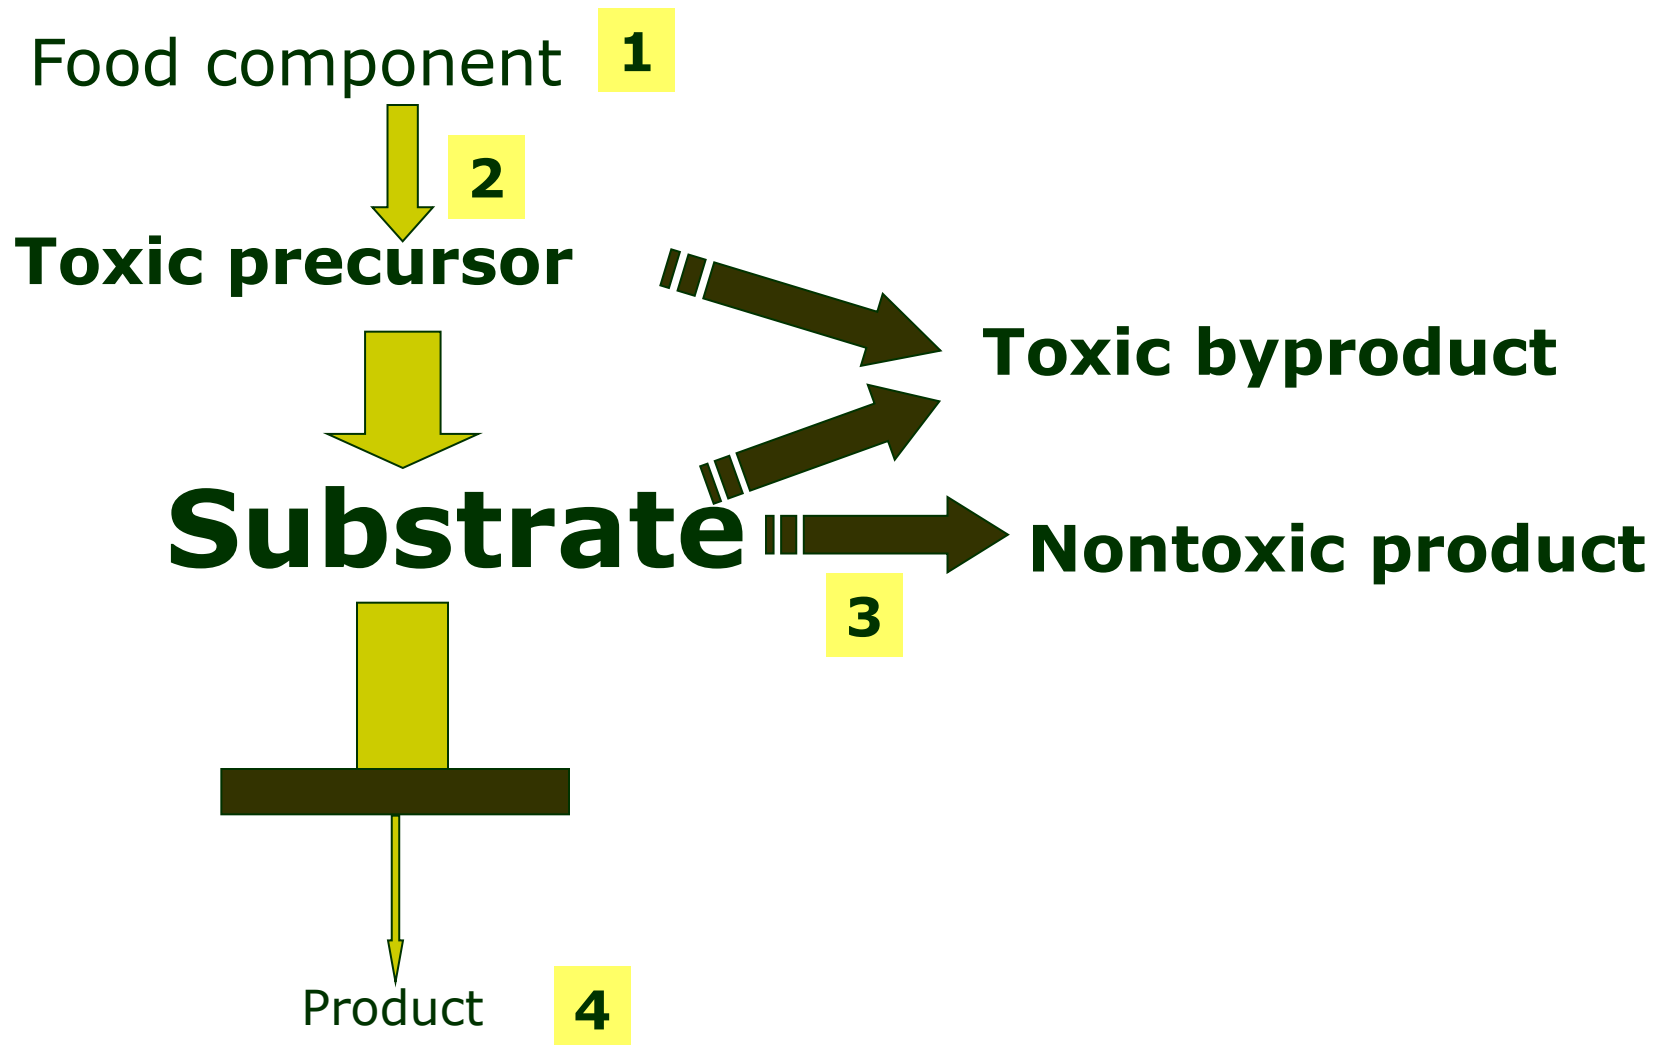 Food component
1
2
Toxic precursor
Toxic byproduct
Substrate
Nontoxic product
3
Product
4